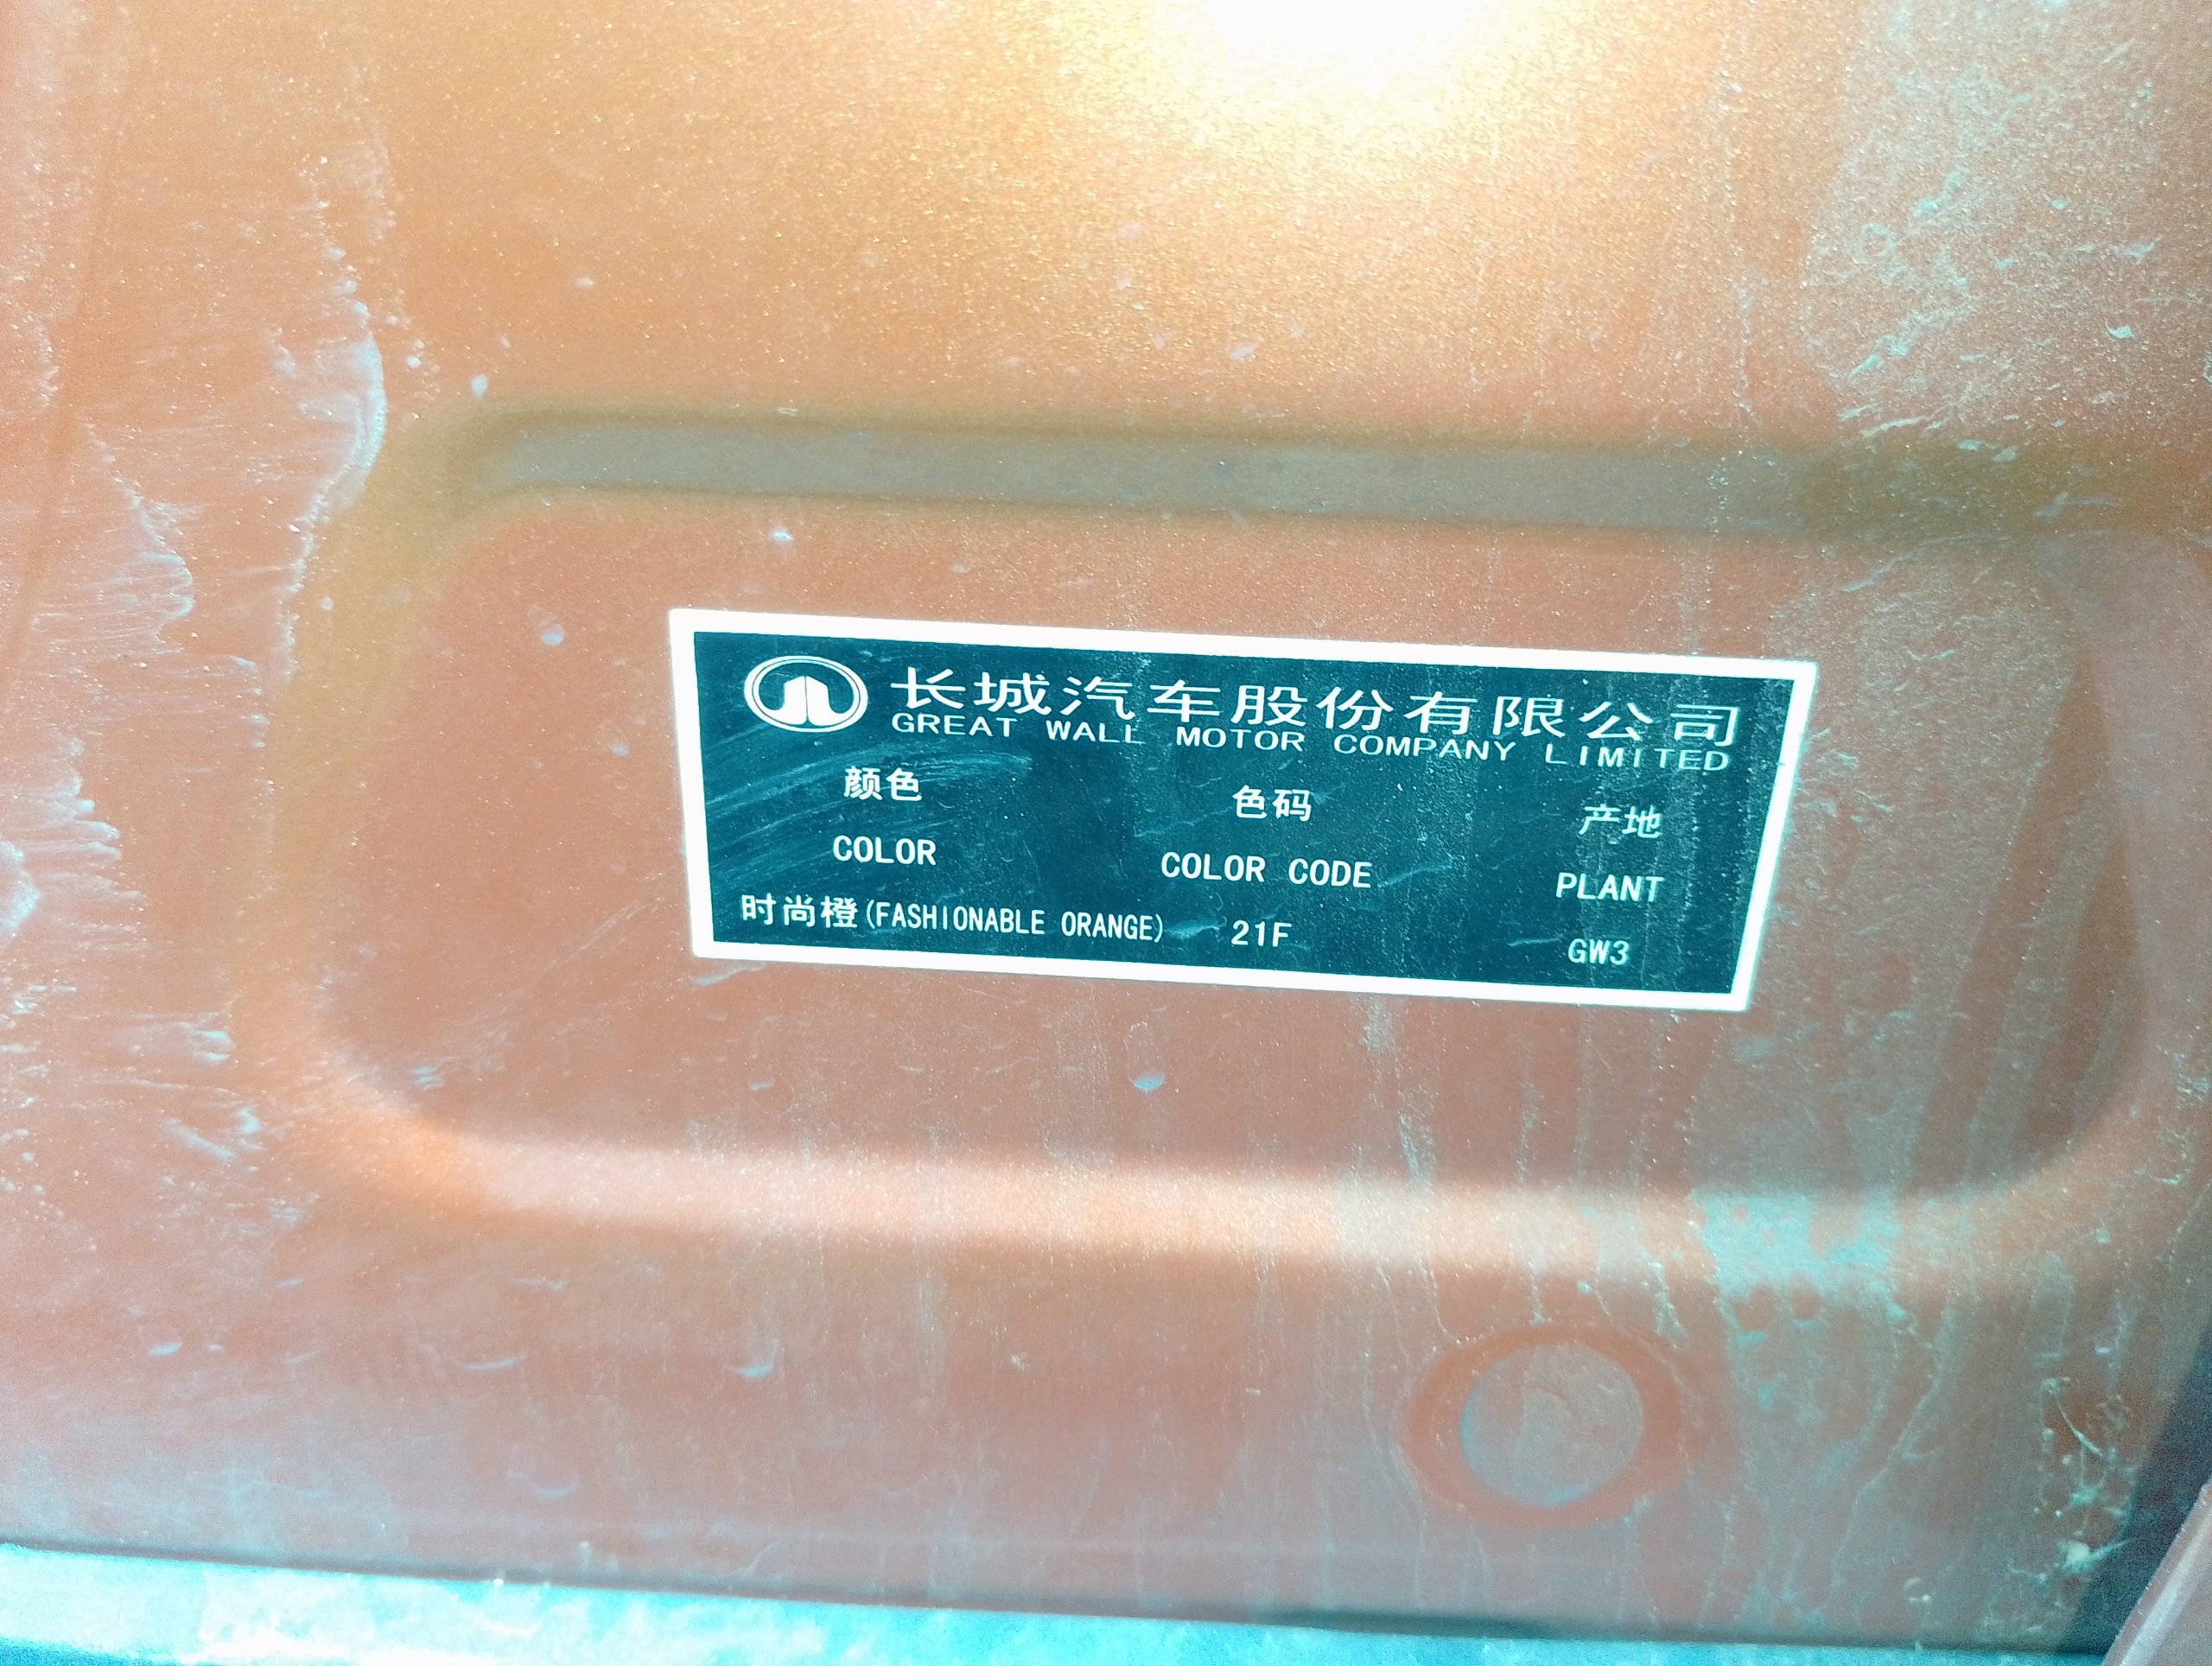 长城汽车股份有限公司
GREAT WALL MOTOR COMPANY LIMITED
颜色 色码 产地
COLOR COLOR CODE PLANT
时尚橙(FASHIONABLE ORANGE) 21F GW3